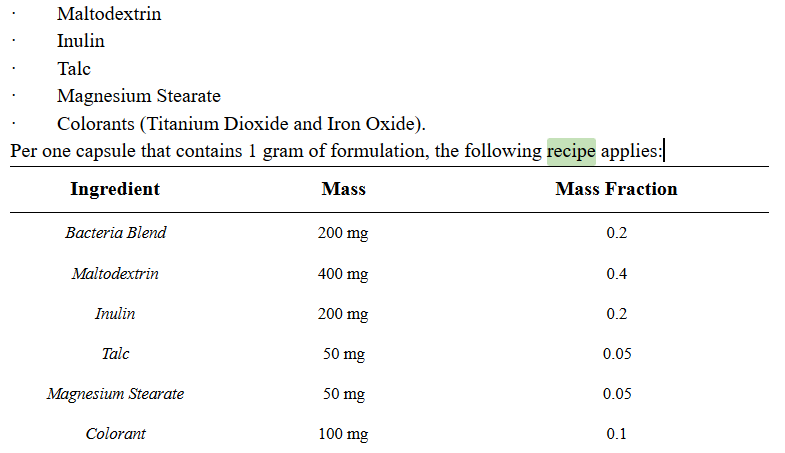 · Maltodextrin
· Inulin
· Talc
· Magnesium Stearate
· Colorants (Titanium Dioxide and Iron Oxide).
Per one capsule that contains 1 gram of formulation, the following recipe applies:
Ingredient Mass Mass Fraction
Bacteria Blend 200 mg 0.2
Maltodextrin 400 mg 0.4
Inulin 200 mg 0.2
Talc 50 mg 0.05
Magnesium Stearate 50 mg 0.05
Colorant 100 mg 0.1